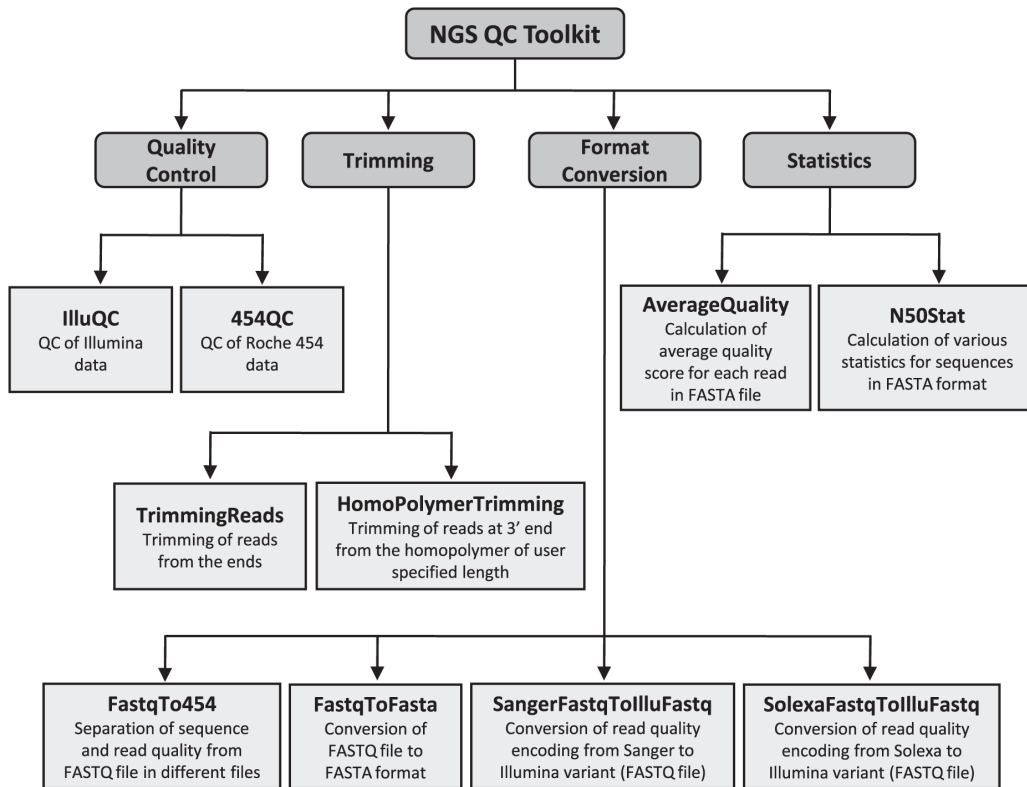 NGS QC Toolkit
Quality
Control
Trimming
Format
Conversion
Statistics
IlluQC
QC of Illumina
data
454QC
QC of Roche 454
data
AverageQuality
Calculation of
average quality
score for each read
in FASTA file
N50Stat
Calculation of various
statistics for sequences
in FASTA format
TrimmingReads
Trimming of reads
from the ends
HomoPolymerTrimming
Trimming of reads at 3’ end
from the homopolymer of user
specified length
FastqTo454
Separation of sequence
and read quality from
FASTQ file in different files
FastqToFasta
Conversion of
FASTQ file to
FASTA format
SangerFastqToIlluFastq
Conversion of read quality
encoding from Sanger to
Illumina variant (FASTQ file)
SolexaFastqToIlluFastq
Conversion of read quality
encoding from Solexa to
Illumina variant (FASTQ file)